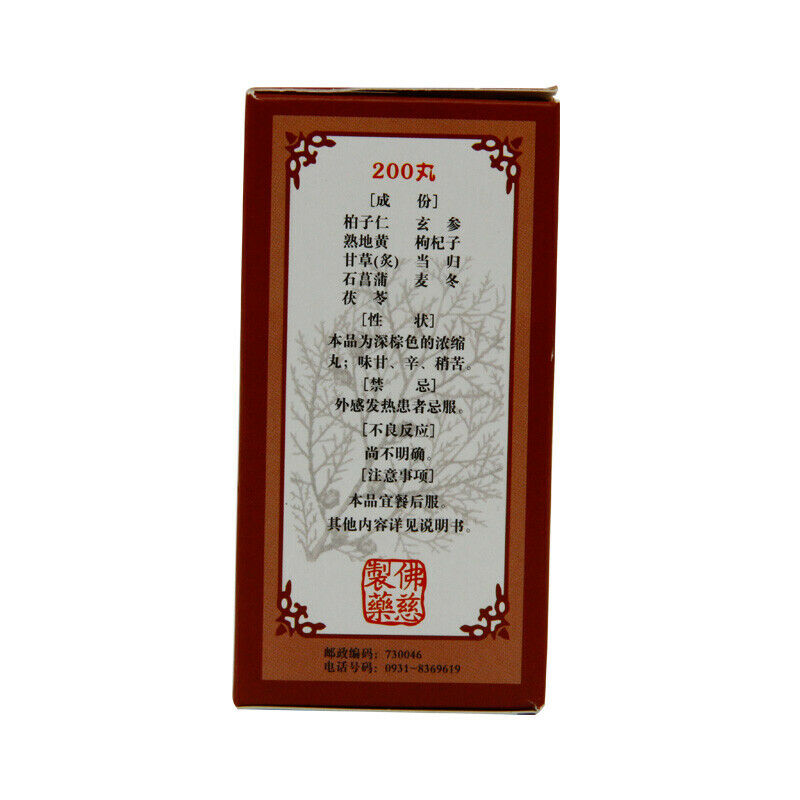 200丸
[成 份]
柏子仁 玄 参
熟地黄 枸杞子
甘草(炙) 当 归
石菖蒲 麦 冬
茯 苓
[性 状]
本品为深棕色的浓缩
丸；味甘、辛、稍苦。
[禁 忌]
外感发热患者忌服。
[不良反应]
尚不明确。
[注意事项]
本品宜餐后服。
其他内容详见说明书。
佛慈
製藥
邮政编码：730046
电话号码：0931-8369619